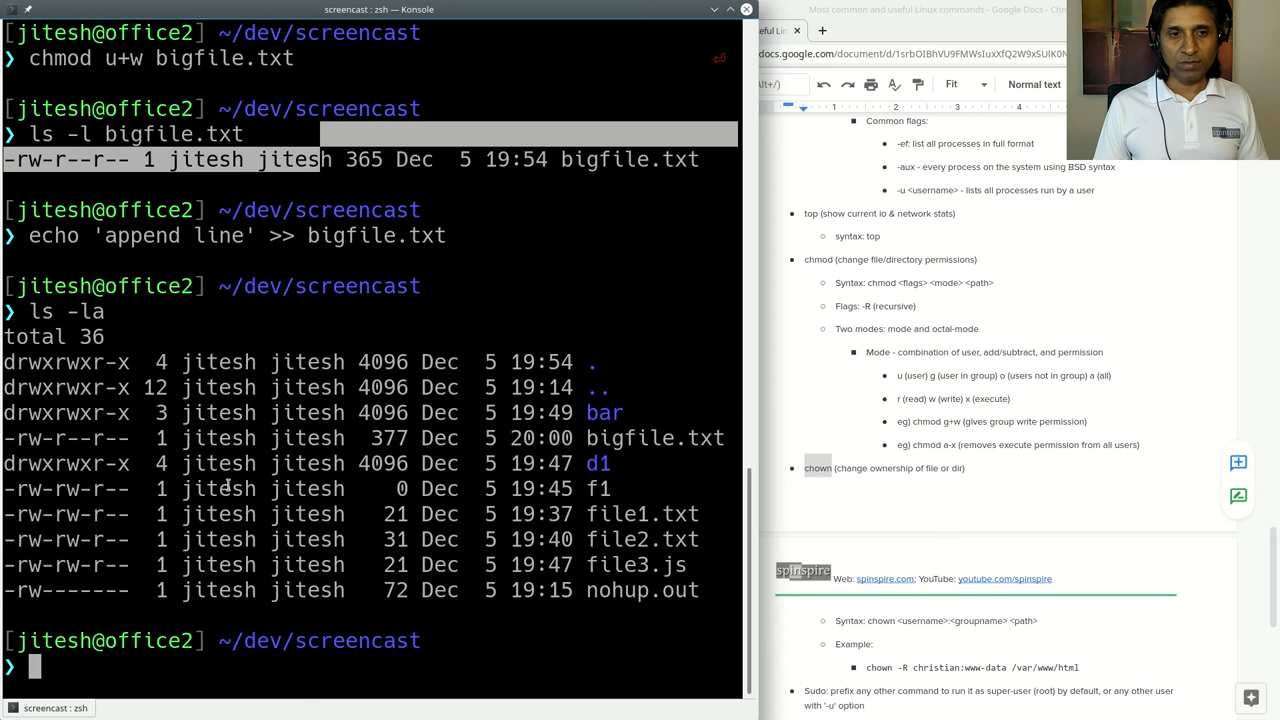 screencast : zsh — Konsole
[jitesh@office2] ~/dev/screencast
❯ chmod u+w bigfile.txt
[jitesh@office2] ~/dev/screencast
❯ ls -l bigfile.txt
-rw-r--r-- 1 jitesh jitesh 365 Dec  5 19:54 bigfile.txt
[jitesh@office2] ~/dev/screencast
❯ echo 'append line' >> bigfile.txt
[jitesh@office2] ~/dev/screencast
❯ ls -la
total 36
drwxrwxr-x  4 jitesh jitesh 4096 Dec  5 19:54 .
drwxrwxr-x 12 jitesh jitesh 4096 Dec  5 19:14 ..
drwxrwxr-x  3 jitesh jitesh 4096 Dec  5 19:49 bar
-rw-r--r--  1 jitesh jitesh  377 Dec  5 20:00 bigfile.txt
drwxrwxr-x  4 jitesh jitesh 4096 Dec  5 19:47 d1
-rw-r--r--  1 jitesh jitesh    0 Dec  5 19:45 f1
-rw-rw-r--  1 jitesh jitesh   21 Dec  5 19:37 file1.txt
-rw-rw-r--  1 jitesh jitesh   31 Dec  5 19:40 file2.txt
-rw-rw-r--  1 jitesh jitesh   21 Dec  5 19:47 file3.js
-rw-------  1 jitesh jitesh   72 Dec  5 19:15 nohup.out
[jitesh@office2] ~/dev/screencast
❯
screencast : zsh
Most common and useful Linux commands - Google Docs - Google
seful Lin
docs.google.com/document/d/
Alt+/)
Fit
Normal text
1 2 3 4
■ Common flags:
● -ef: list all processes in full format
● -aux - every process on the system using BSD syntax
● -u <username> - lists all processes run by a user
● top (show current io & network stats)
○ syntax: top
● chmod (change file/directory permissions)
○ Syntax: chmod <flags> <mode> <path>
○ Flags: -R (recursive)
○ Two modes: mode and octal-mode
■ Mode - combination of user, add/subtract, and permission
● u (user) g (user in group) o (users not in group) a (all)
● r (read) w (write) x (execute)
● eg) chmod g+w (gives group write permission)
● eg) chmod a-x (removes execute permission from all users)
● chown (change ownership of file or dir)
spinspire Web: spinspire.com; YouTube: youtube.com/spinspire
○ Syntax: chown <username>:<groupname> <path>
○ Example:
■ chown -R christian:www-data /var/www/html
● Sudo: prefix any other command to run it as super-user (root) by default, or any other user
with '-u' option
spinspire